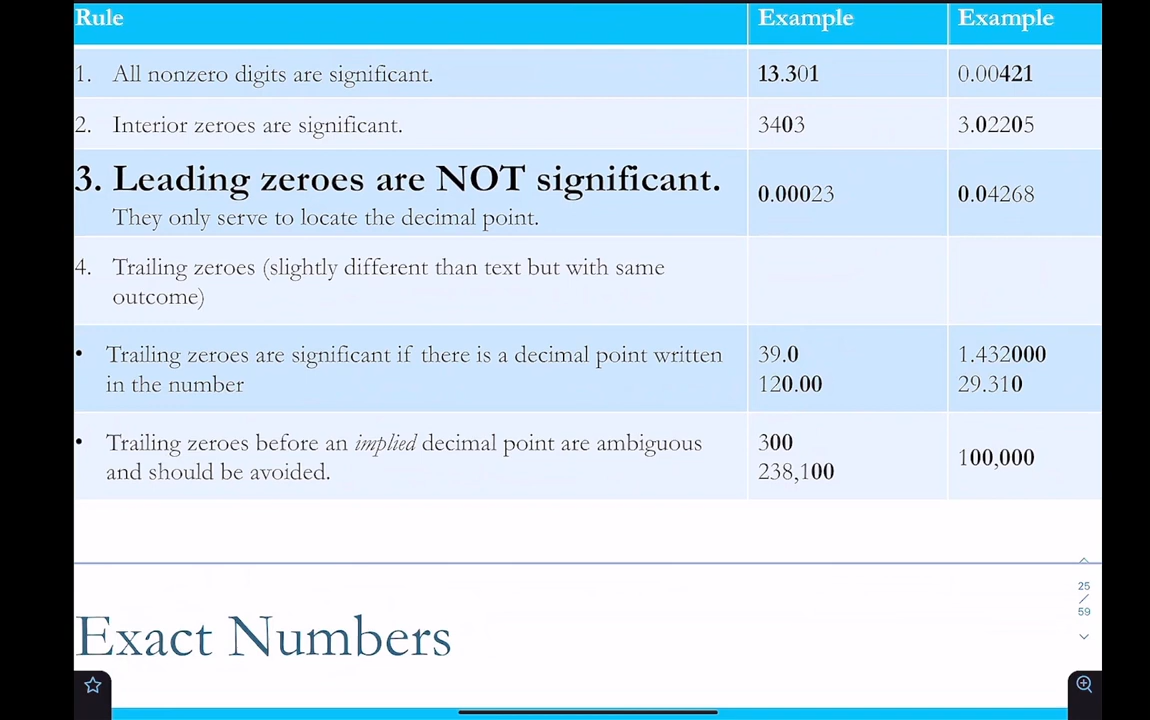 Rule Example Example
1. All nonzero digits are significant. 13.301 0.00421
2. Interior zeroes are significant. 3403 3.02205
3. Leading zeroes are NOT significant.
They only serve to locate the decimal point. 0.00023 0.04268
4. Trailing zeroes (slightly different than text but with same
outcome)
• Trailing zeroes are significant if there is a decimal point written 39.0 1.432000
in the number 120.00 29.310
• Trailing zeroes before an implied decimal point are ambiguous 300
and should be avoided. 238,100 100,000
25
/
59
Exact Numbers